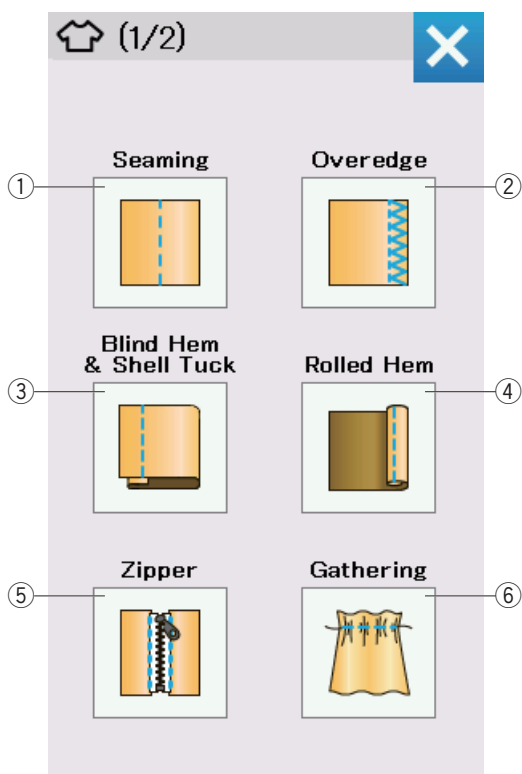 (1/2)
Seaming
Overedge
①
②
Blind Hem
& Shell Tuck
Rolled Hem
③
④
Zipper
Gathering
⑤
⑥